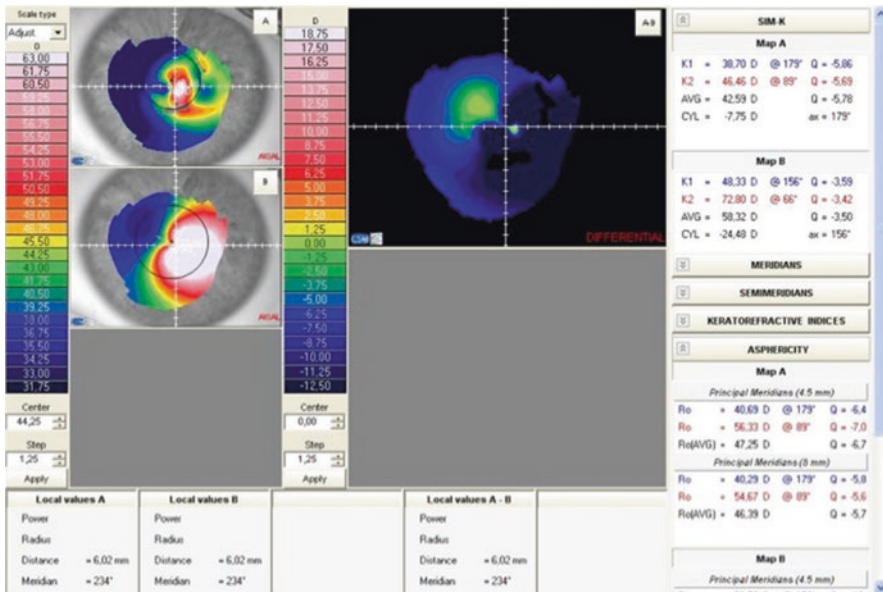 Scale type
Adjust
D
63,00
61,75
60,50
58,00
56,75
55,50
54,25
53,00
51,75
50,50
49,25
48,00
46,75
45,50
44,25
43,00
41,75
40,50
39,25
38,00
36,75
35,50
34,25
33,00
31,75
Center
44,25
Step
1,25
Apply
A
AXIAL
B
AXIAL
D
18,75
17,50
16,25
15,00
13,75
12,50
11,25
10,00
8,75
7,50
6,25
5,00
3,75
2,50
1,25
0,00
-1,25
-2,50
-3,75
-5,00
-6,25
-7,50
-8,75
-10,00
-11,25
-12,50
Center
0,00
Step
1,25
Apply
A-B
CSO
DIFFERENTIAL
SIM-K
Map A
K1 = 38,70 D @ 179° Q = -5,86
K2 = 46,46 D @ 89° Q = -5,69
AVG = 42,59 D Q = -5,78
CYL = -7,75 D ax = 179°
Map B
K1 = 48,33 D @ 156° Q = -3,59
K2 = 72,80 D @ 66° Q = -3,42
AVG = 58,32 D Q = -3,50
CYL = -24,48 D ax = 156°
MERIDIANS
SEMIMERIDIANS
KERATOREFRACTIVE INDICES
ASPHERICITY
Map A
Principal Meridians (4.5 mm)
Ro = 40,69 D @ 179° Q = -6,4
Ro = 56,33 D @ 89° Q = -7,0
Ro(AVG) = 47,25 D Q = -6,7
Principal Meridians (8 mm)
Ro = 40,29 D @ 179° Q = -5,8
Ro = 54,67 D @ 89° Q = -5,6
Ro(AVG) = 46,39 D Q = -5,7
Map B
Principal Meridians (4.5 mm)
Local values A
Power
Radius
Distance = 6,02 mm
Meridian = 234°
Local values B
Power
Radius
Distance = 6,02 mm
Meridian = 234°
Local values A - B
Power
Radius
Distance = 6,02 mm
Meridian = 234°